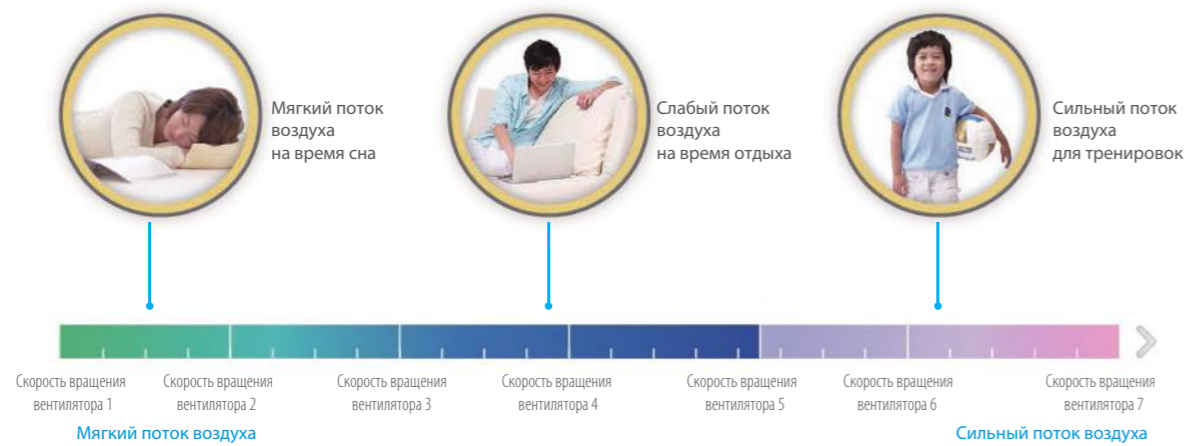 Мягкий поток
воздуха
на время сна
Слабый поток
воздуха
на время отдыха
Сильный поток
воздуха
для тренировок
Скорость вращения
вентилятора 1
Скорость вращения
вентилятора 2
Скорость вращения
вентилятора 3
Скорость вращения
вентилятора 4
Скорость вращения
вентилятора 5
Скорость вращения
вентилятора 6
Скорость вращения
вентилятора 7
Мягкий поток воздуха
Сильный поток воздуха